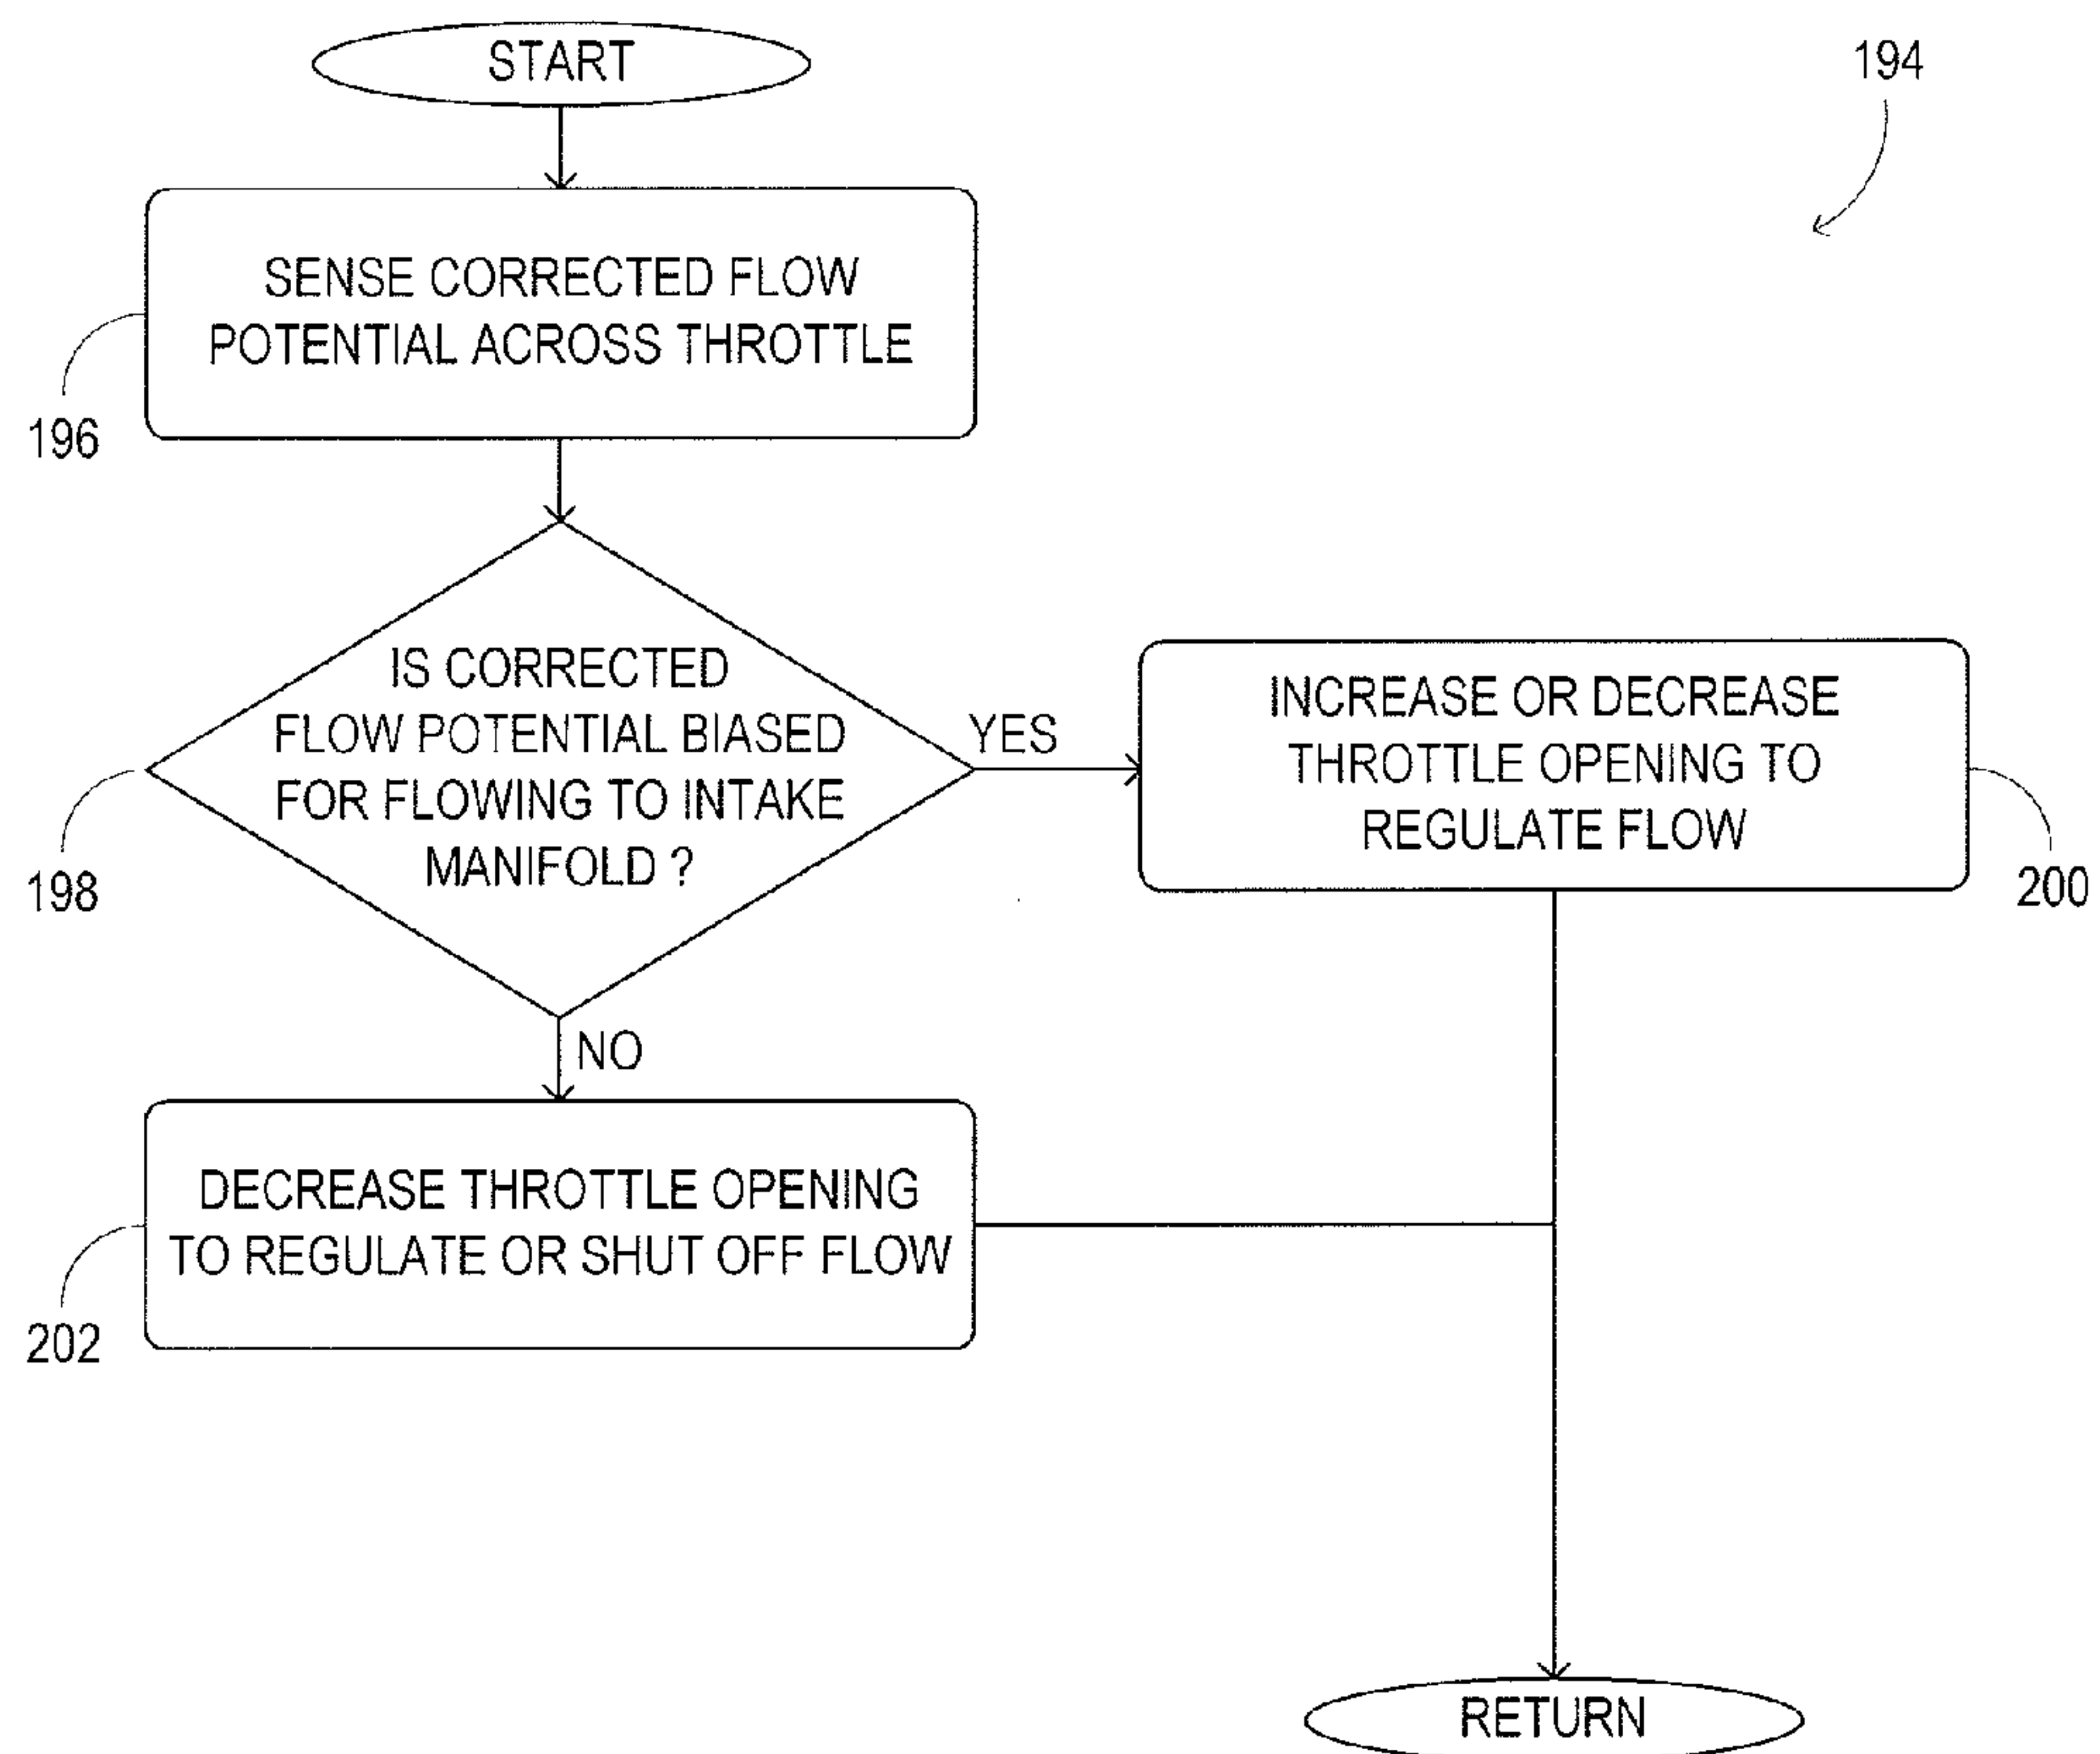 START
194
SENSE CORRECTED FLOW
POTENTIAL ACROSS THROTTLE
196
IS CORRECTED
FLOW POTENTIAL BIASED
FOR FLOWING TO INTAKE
MANIFOLD ?
198
YES
INCREASE OR DECREASE
THROTTLE OPENING TO
REGULATE FLOW
200
NO
DECREASE THROTTLE OPENING
TO REGULATE OR SHUT OFF FLOW
202
RETURN